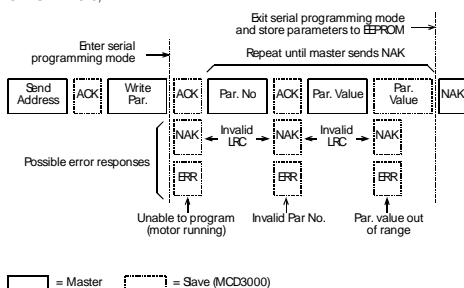 Exit serial programming mode
and store parameters to EEPROM
Enter serial
programming mode
Repeat until master sends NAK
Send
Address
ACK
Write
Par.
ACK
Par. No
ACK
Par. Value
Par.
Value
NAK
NAK
Invalid
LRC
NAK
Invalid
LRC
NAK
Possible error responses
ERR
ERR
ERR
Unable to program
(motor running)
Invalid Par No.
Par. value out
of range
= Master
= Slave (MCD3000)